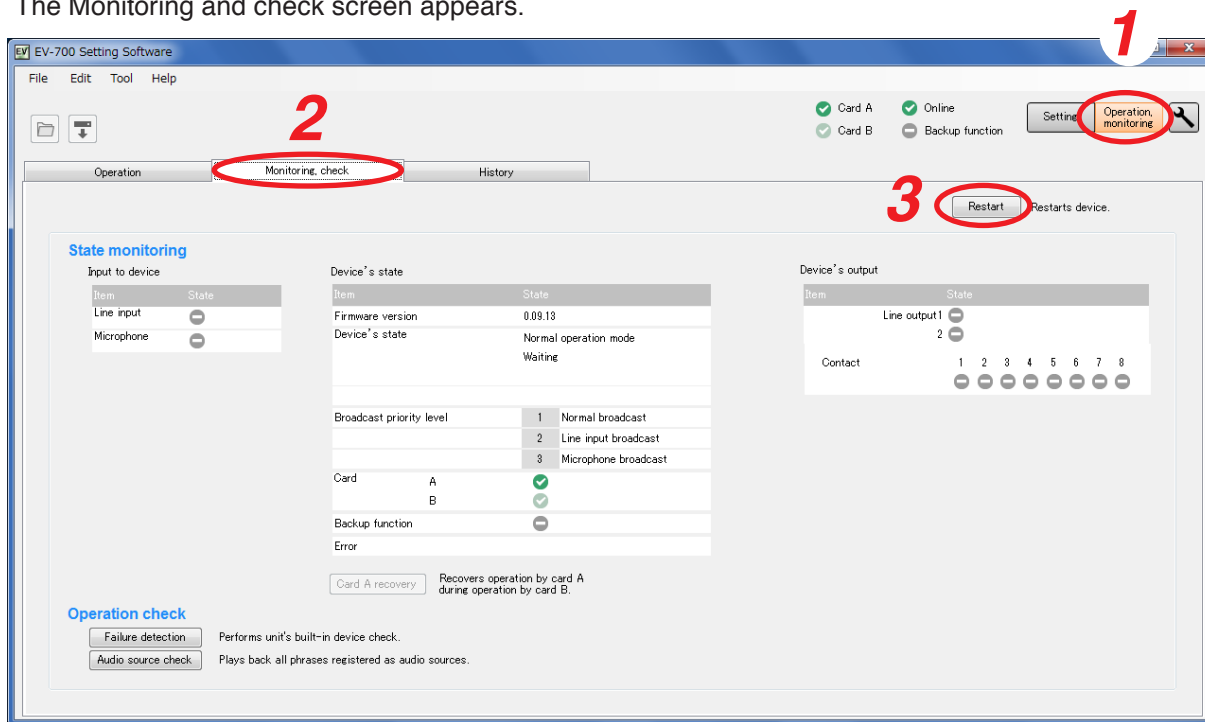 The Monitoring and check screen appears.
1
EV EV-700 Setting Software
File Edit Tool Help
2
Card A Online
Card B Backup function
Setting
Operation,
monitoring
Operation Monitoring, check History
3 Restart Restarts device.
State monitoring
Input to device
Item State
Line input
Microphone
Device's state
Item State
Firmware version 0.09.13
Device's state Normal operation mode
Waiting
Broadcast priority level 1 Normal broadcast
2 Line input broadcast
3 Microphone broadcast
Card A
B
Backup function
Error
Card A recovery Recovers operation by card A
during operation by card B.
Device's output
Item State
Line output1
2
Contact 1 2 3 4 5 6 7 8
Operation check
Failure detection Performs unit's built-in device check.
Audio source check Plays back all phrases registered as audio sources.